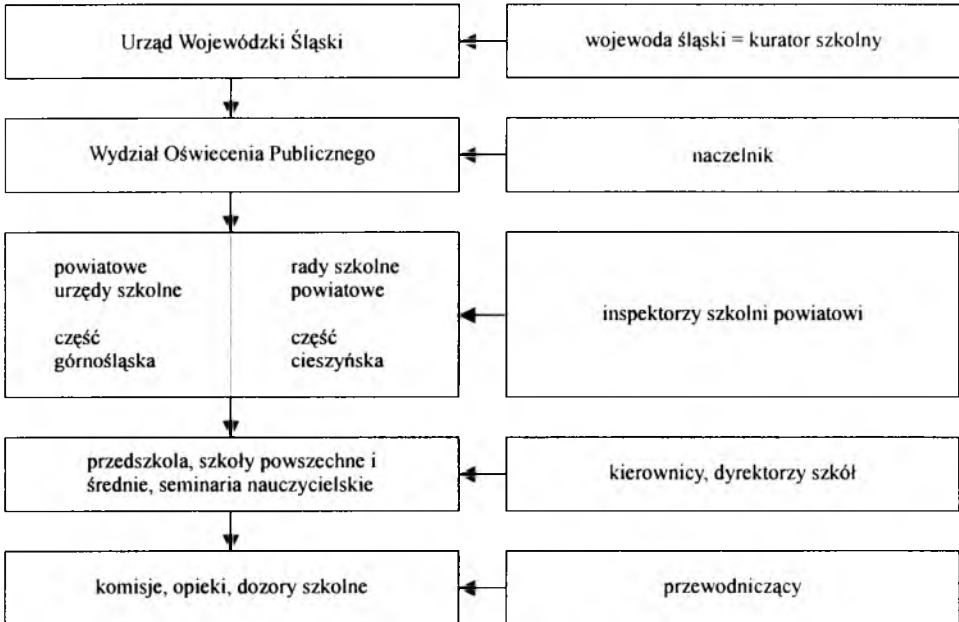 Urząd Wojewódzki Śląski
wojewoda śląski = kurator szkolny
Wydział Oświecenia Publicznego
naczelnik
powiatowe
urzędy szkolne
część
górnośląska
rady szkolne
powiatowe
część
cieszyńska
inspektorzy szkolni powiatowi
przedszkola, szkoły powszechne i
średnie, seminaria nauczycielskie
kierownicy, dyrektorzy szkół
komisje, opieki, dozory szkolne
przewodniczący